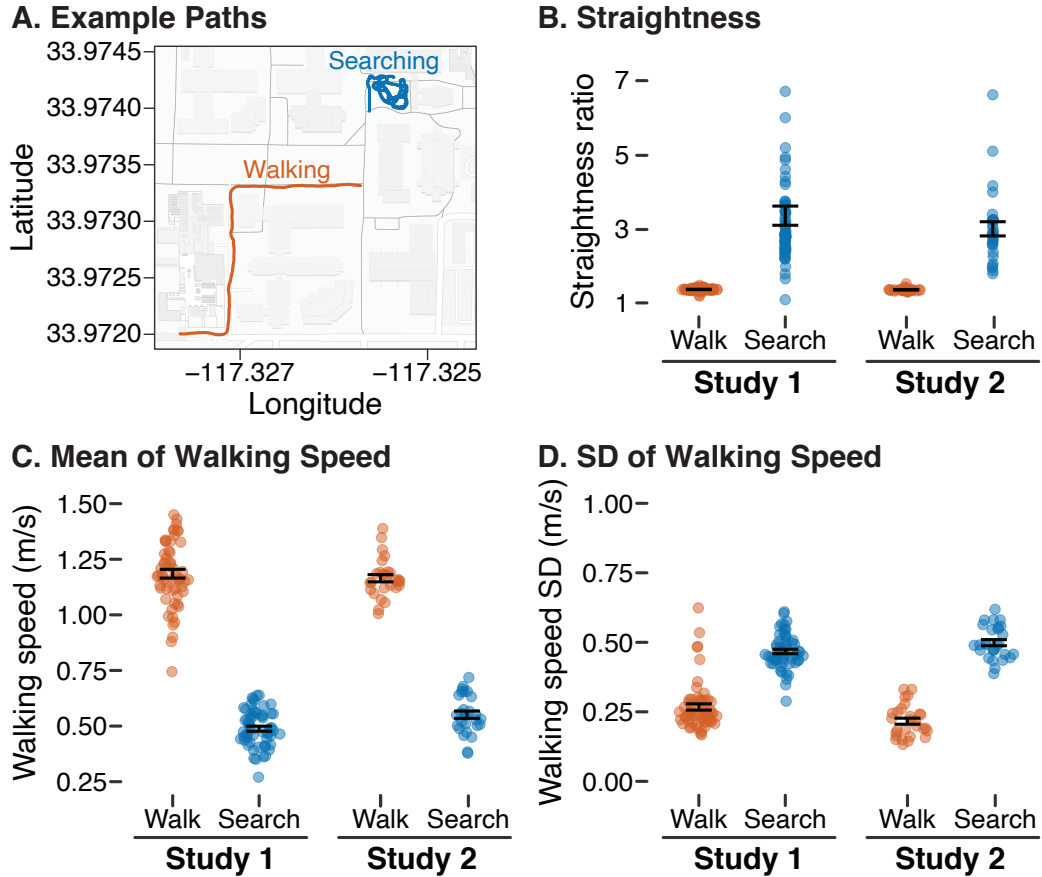 A. Example Paths
33.9745
33.9740
33.9735
33.9730
33.9725
33.9720
Latitude
Searching
Walking
−117.327
−117.325
Longitude
B. Straightness
7
5
3
1
Straightness ratio
Walk
Search
Walk
Search
Study 1
Study 2
C. Mean of Walking Speed
1.50
1.25
1.00
0.75
0.50
0.25
Walking speed (m/s)
Walk
Search
Walk
Search
Study 1
Study 2
D. SD of Walking Speed
1.00
0.75
0.50
0.25
0.00
Walking speed SD (m/s)
Walk
Search
Walk
Search
Study 1
Study 2